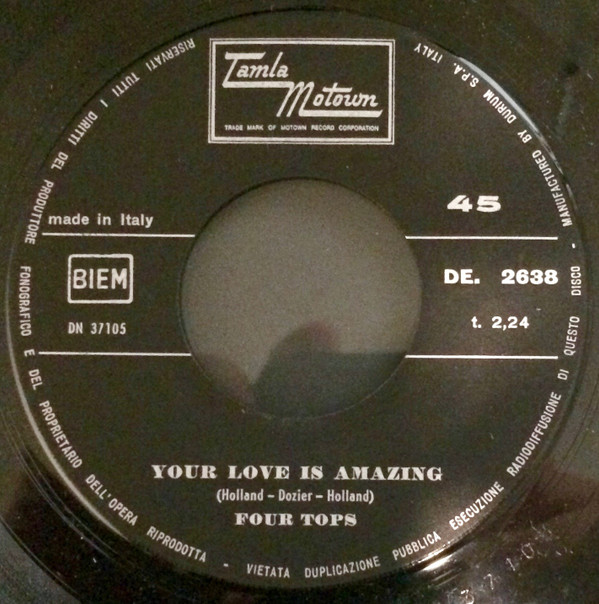 Tamla
Motown
TRADE MARK OF MOTOWN RECORD CORPORATION
made in Italy
45
BIEM
DE. 2638
DN 37105
t. 2,24
YOUR LOVE IS AMAZING
(Holland - Dozier - Holland)
FOUR TOPS
RISERVATI TUTTI I DIRITTI DEL PRODUTTORE FONOGRAFICO E DEL PROPRIETARIO DELL'OPERA RIPRODOTTA - VIETATA DUPLICAZIONE PUBBLICA ESECUZIONE RADIODIFFUSIONE DI QUESTO DISCO - MANUFACTURED BY DURIUM S.P.A. ITALY